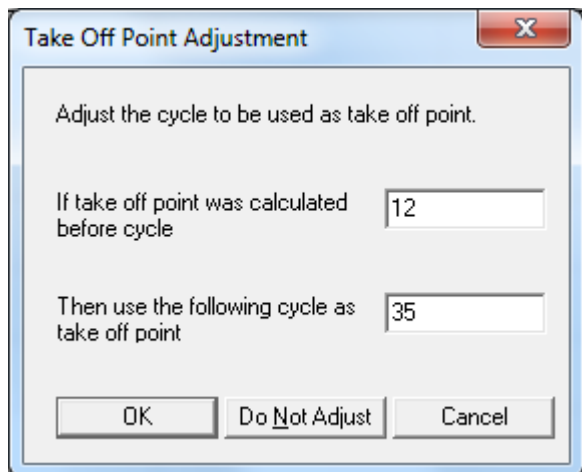 Take Off Point Adjustment
Adjust the cycle to be used as take off point.
If take off point was calculated
before cycle
12
Then use the following cycle as
take off point
35
OK
Do Not Adjust
Cancel